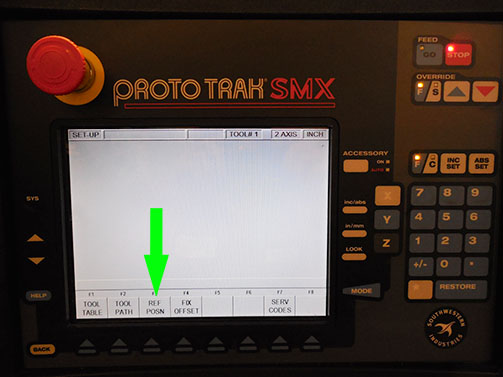 PROTOTRAK® SMX
SET-UP TOOL# 1 2 AXIS INCH
F1 F2 F3 F4 F5 F6 F7 F8
TOOL TABLE
TOOL PATH
REF POSN
FIX OFFSET
SERV CODES
SYS
HELP
BACK
FEED
GO STOP
OVERRIDE
F/S
F/C
INC SET
ABS SET
ACCESSORY
ON
AUTO
inc/abs
in/mm
LOOK
MODE
X
Y
Z
7 8 9
4 5 6
1 2 3
+/- 0 •
RESTORE
SOUTHWESTERN INDUSTRIES